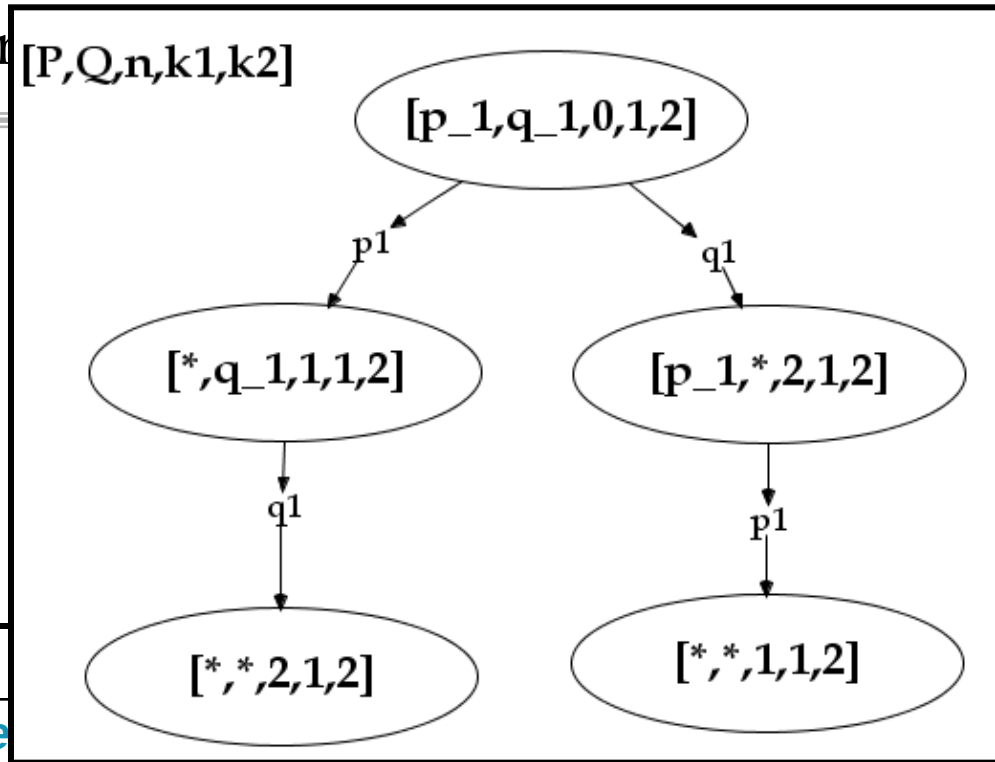 [P,Q,n,k1,k2]
[p_1,q_1,0,1,2]
p1
q1
[*,q_1,1,1,2]
[p_1,*,2,1,2]
q1
p1
[*,*,2,1,2]
[*,*,1,1,2]